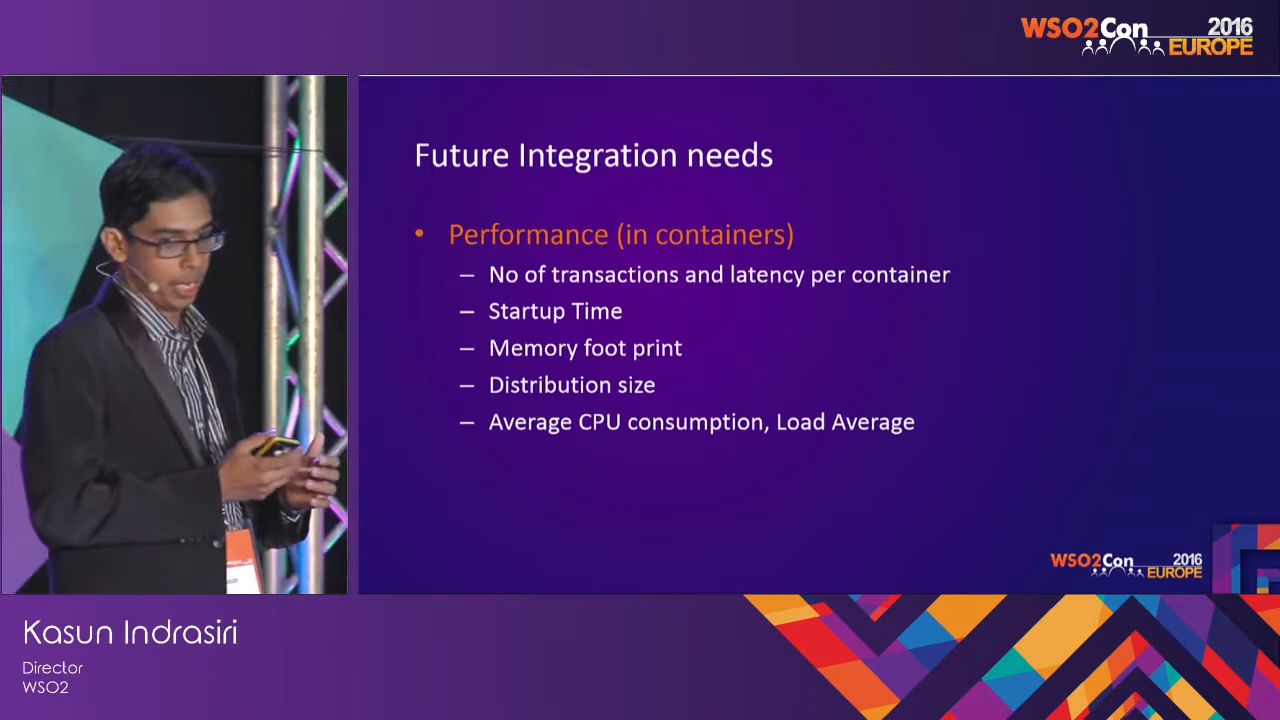 WSO2Con 2016
EUROPE
Future Integration needs
• Performance (in containers)
– No of transactions and latency per container
– Startup Time
– Memory foot print
– Distribution size
– Average CPU consumption, Load Average
WSO2Con 2016
EUROPE
Kasun Indrasiri
Director
WSO2